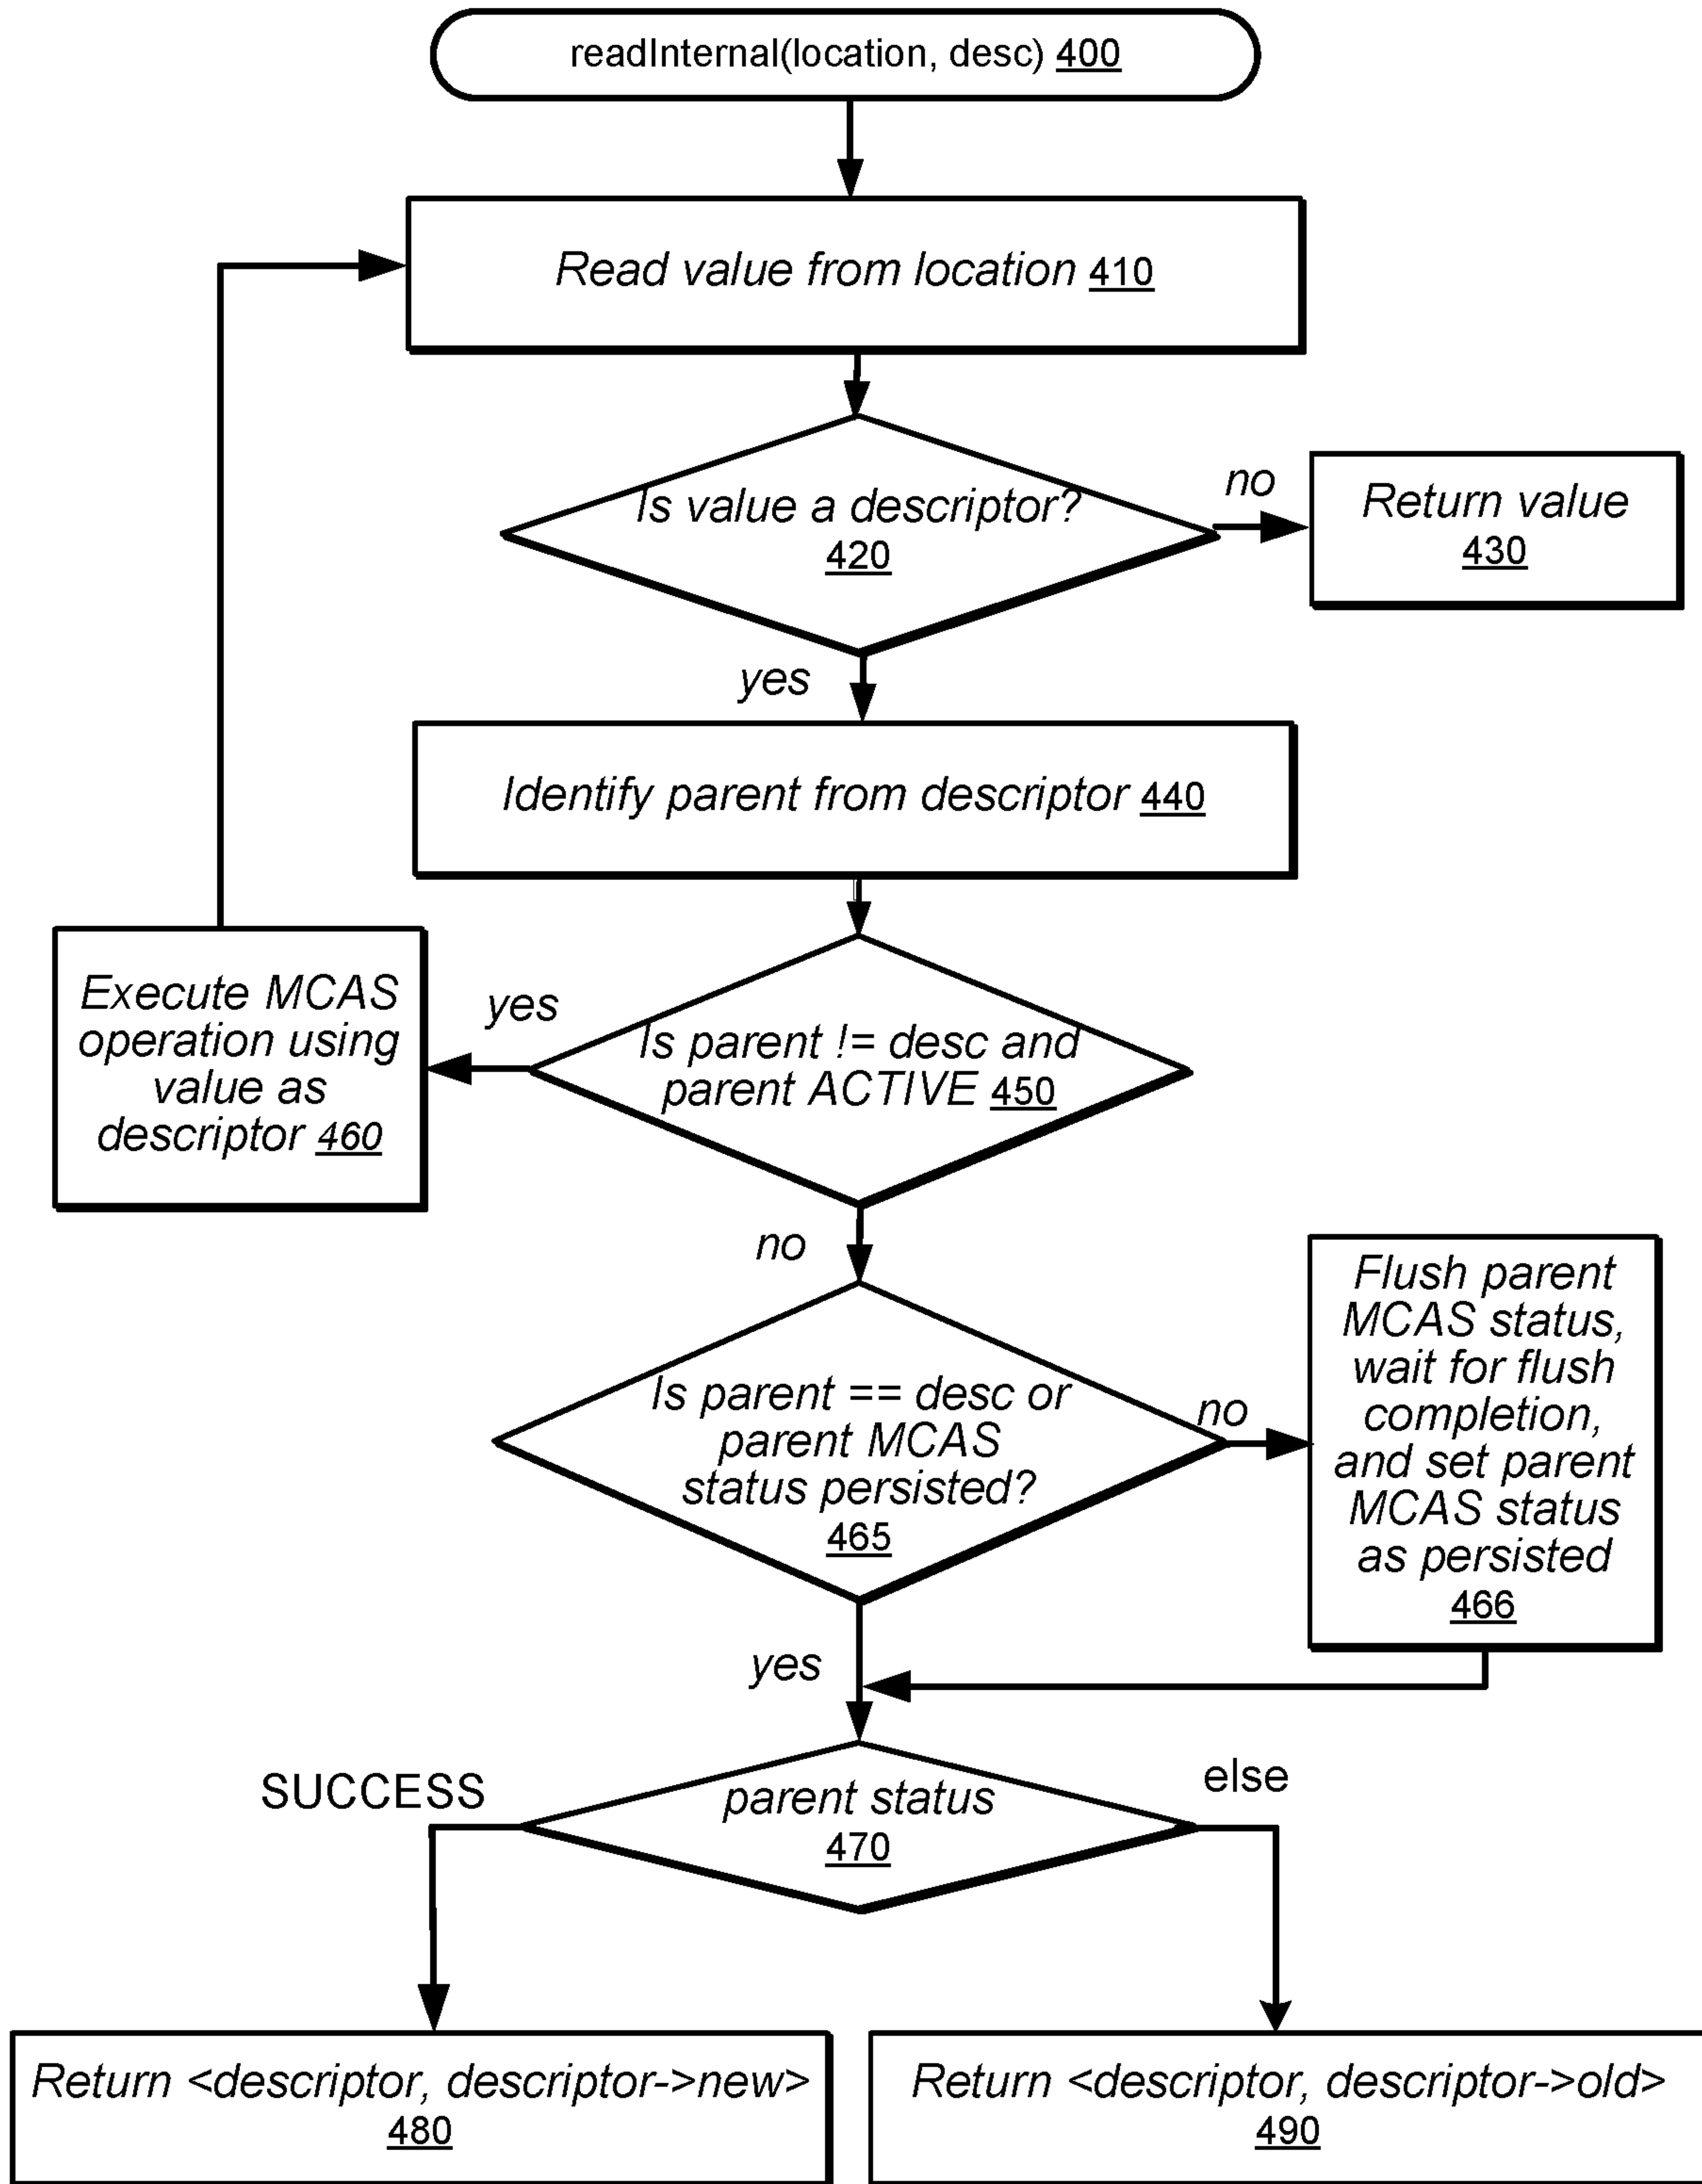 readInternal(location, desc) 400
Read value from location 410
Is value a descriptor?
420
no
Return value
430
yes
Identify parent from descriptor 440
Execute MCAS
operation using
value as
descriptor 460
yes
Is parent != desc and
parent ACTIVE 450
no
Is parent == desc or
parent MCAS
status persisted?
465
no
Flush parent
MCAS status,
wait for flush
completion,
and set parent
MCAS status
as persisted
466
yes
SUCCESS
parent status
470
else
Return <descriptor, descriptor->new>
480
Return <descriptor, descriptor->old>
490